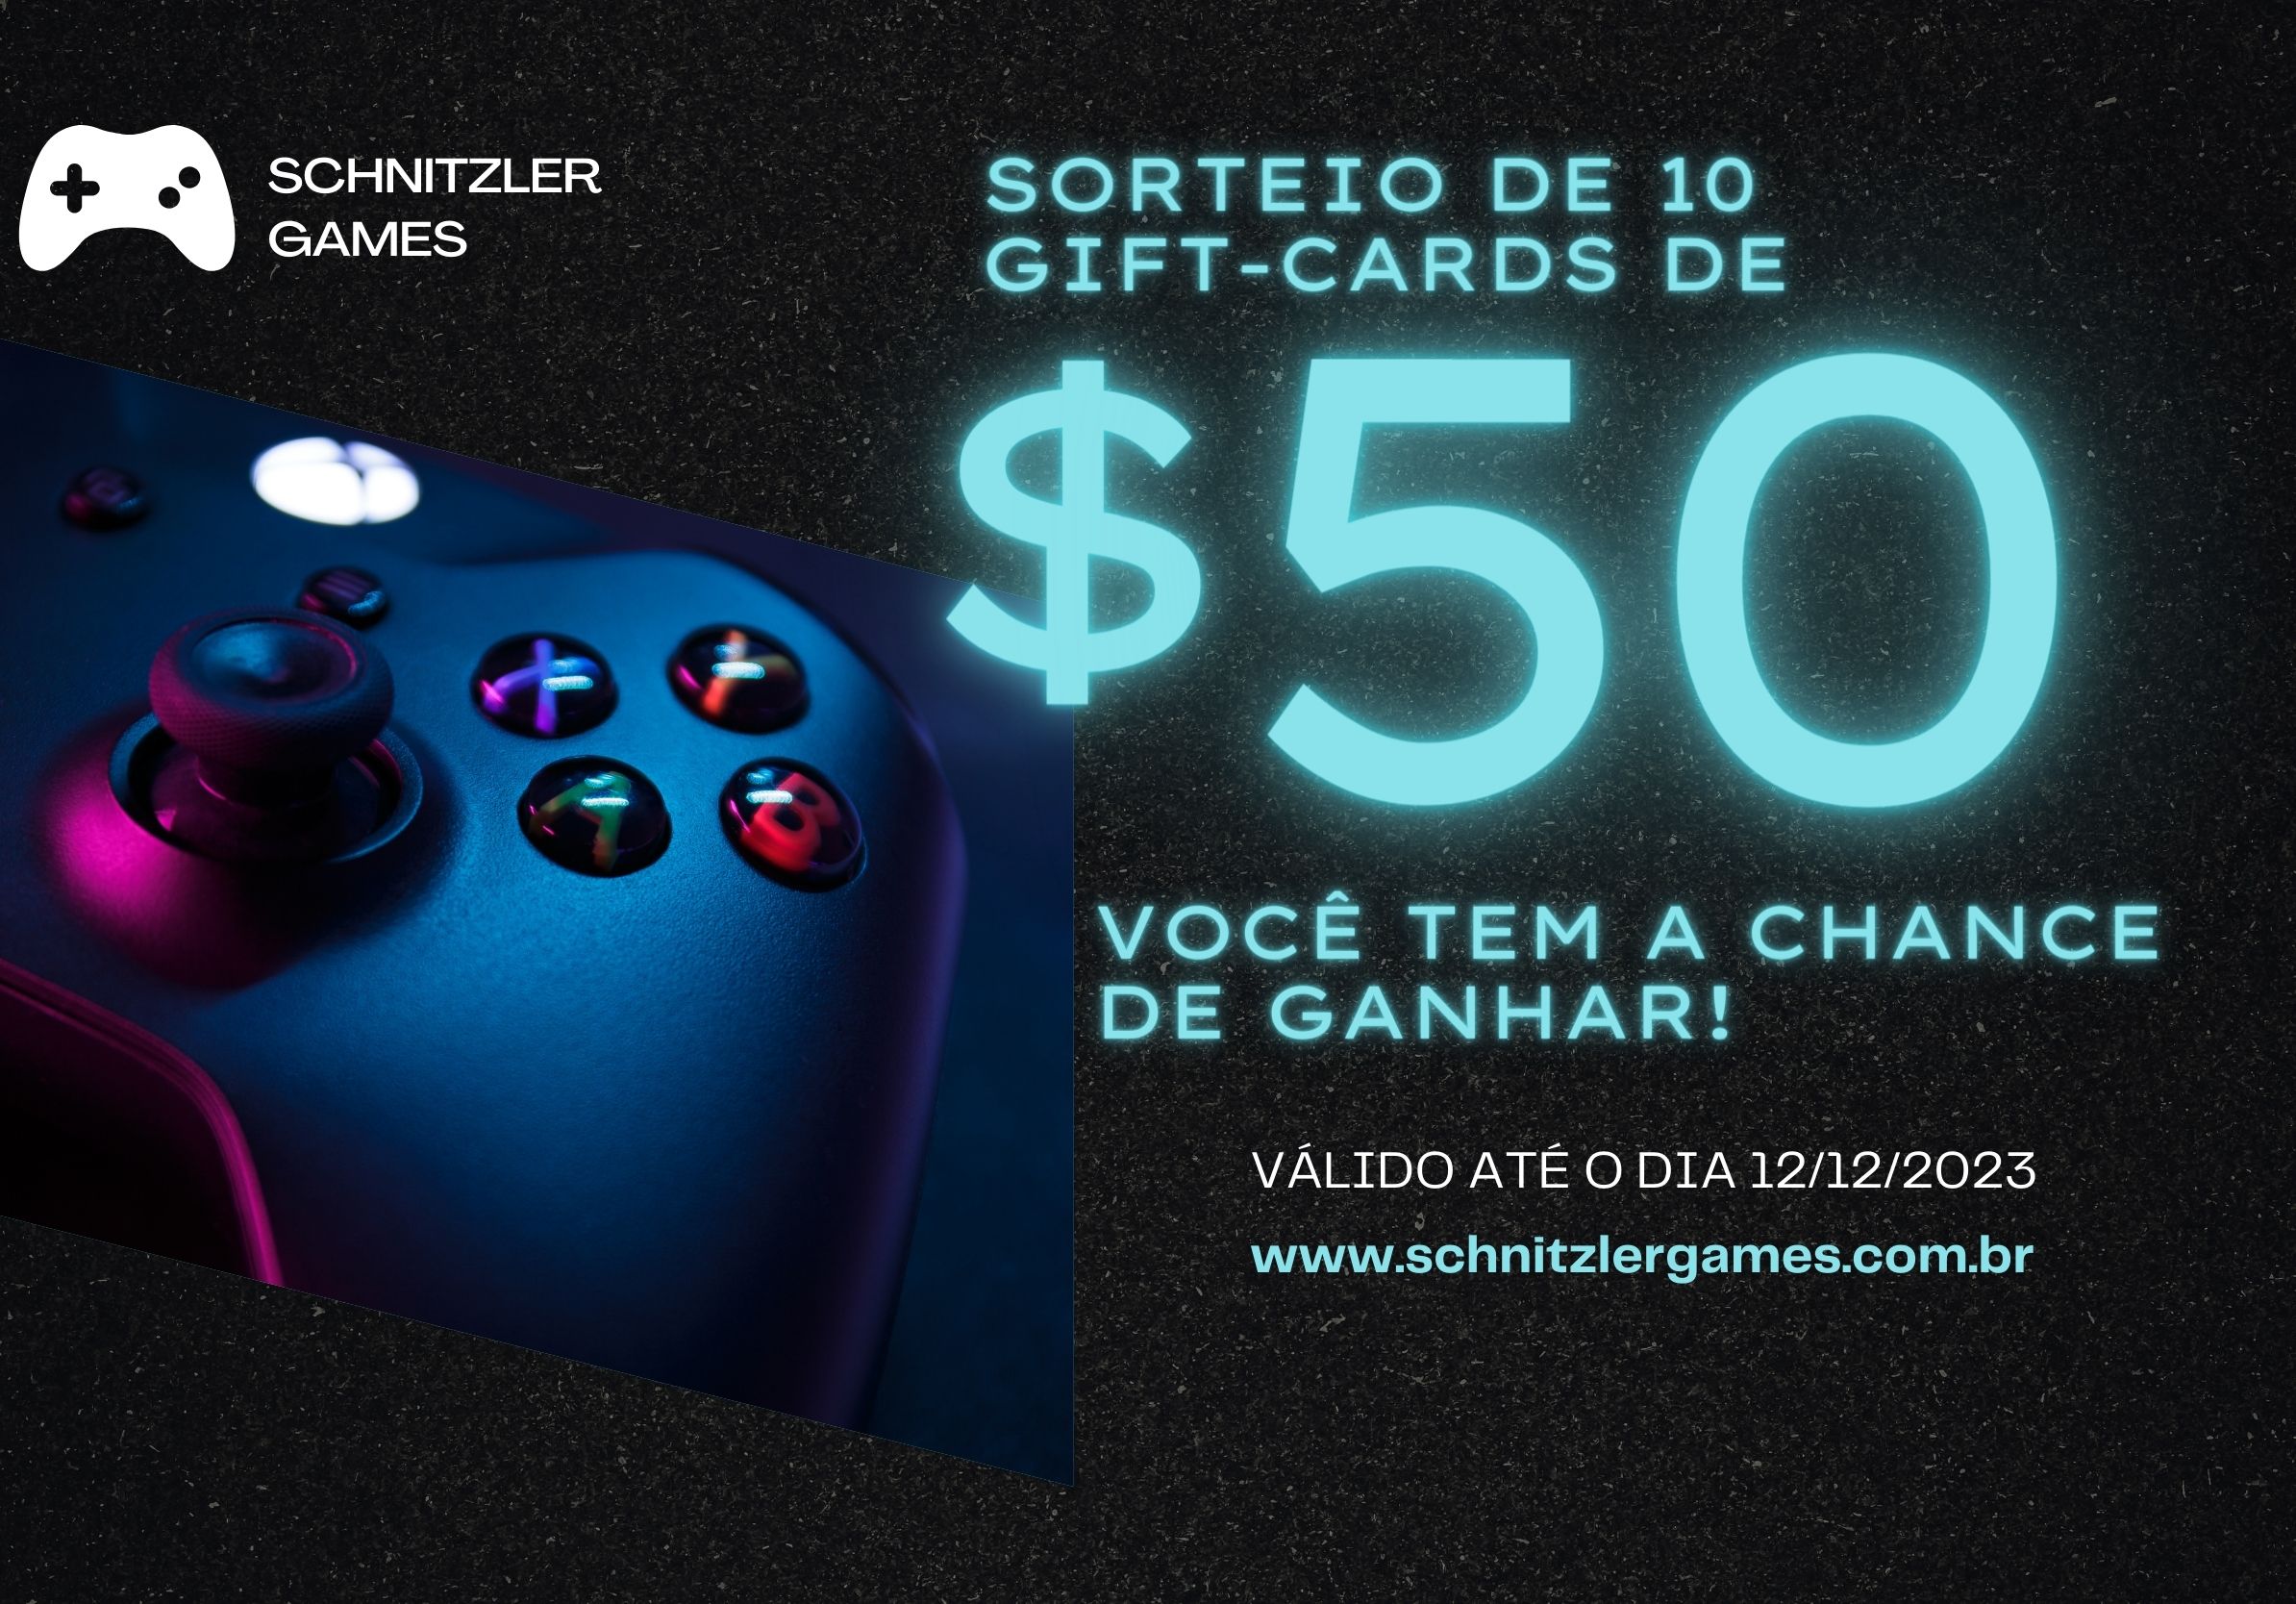 SCHNITZLER
GAMES
SORTEIO DE 10
GIFT-CARDS DE
$50
X
Y
A
B
VOCÊ TEM A CHANCE
DE GANHAR!
VÁLIDO ATÉ O DIA 12/12/2023
www.schnitzlergames.com.br